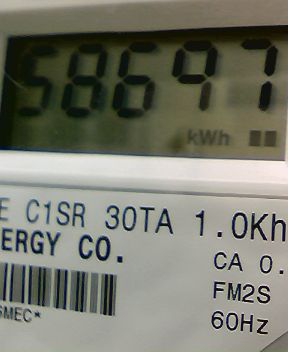 58697
kWh
E C1SR 30TA 1.0Kh
ERGY CO.
CA 0.
FM2S
SMEC*
60Hz